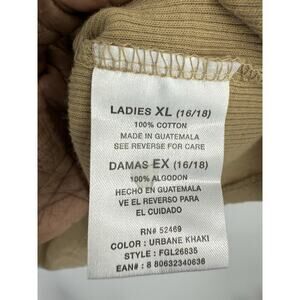 LADIES XL (16/18)
100% COTTON
MADE IN GUATEMALA
SEE REVERSE FOR CARE
DAMAS EX (16/18)
100% ALGODON
HECHO EN GUATEMALA
VE EL REVERSO PARA
EL CUIDADO
RN# 52469
COLOR : URBANE KHAKI
STYLE : FGL26835
EAN# : 8 80632340636